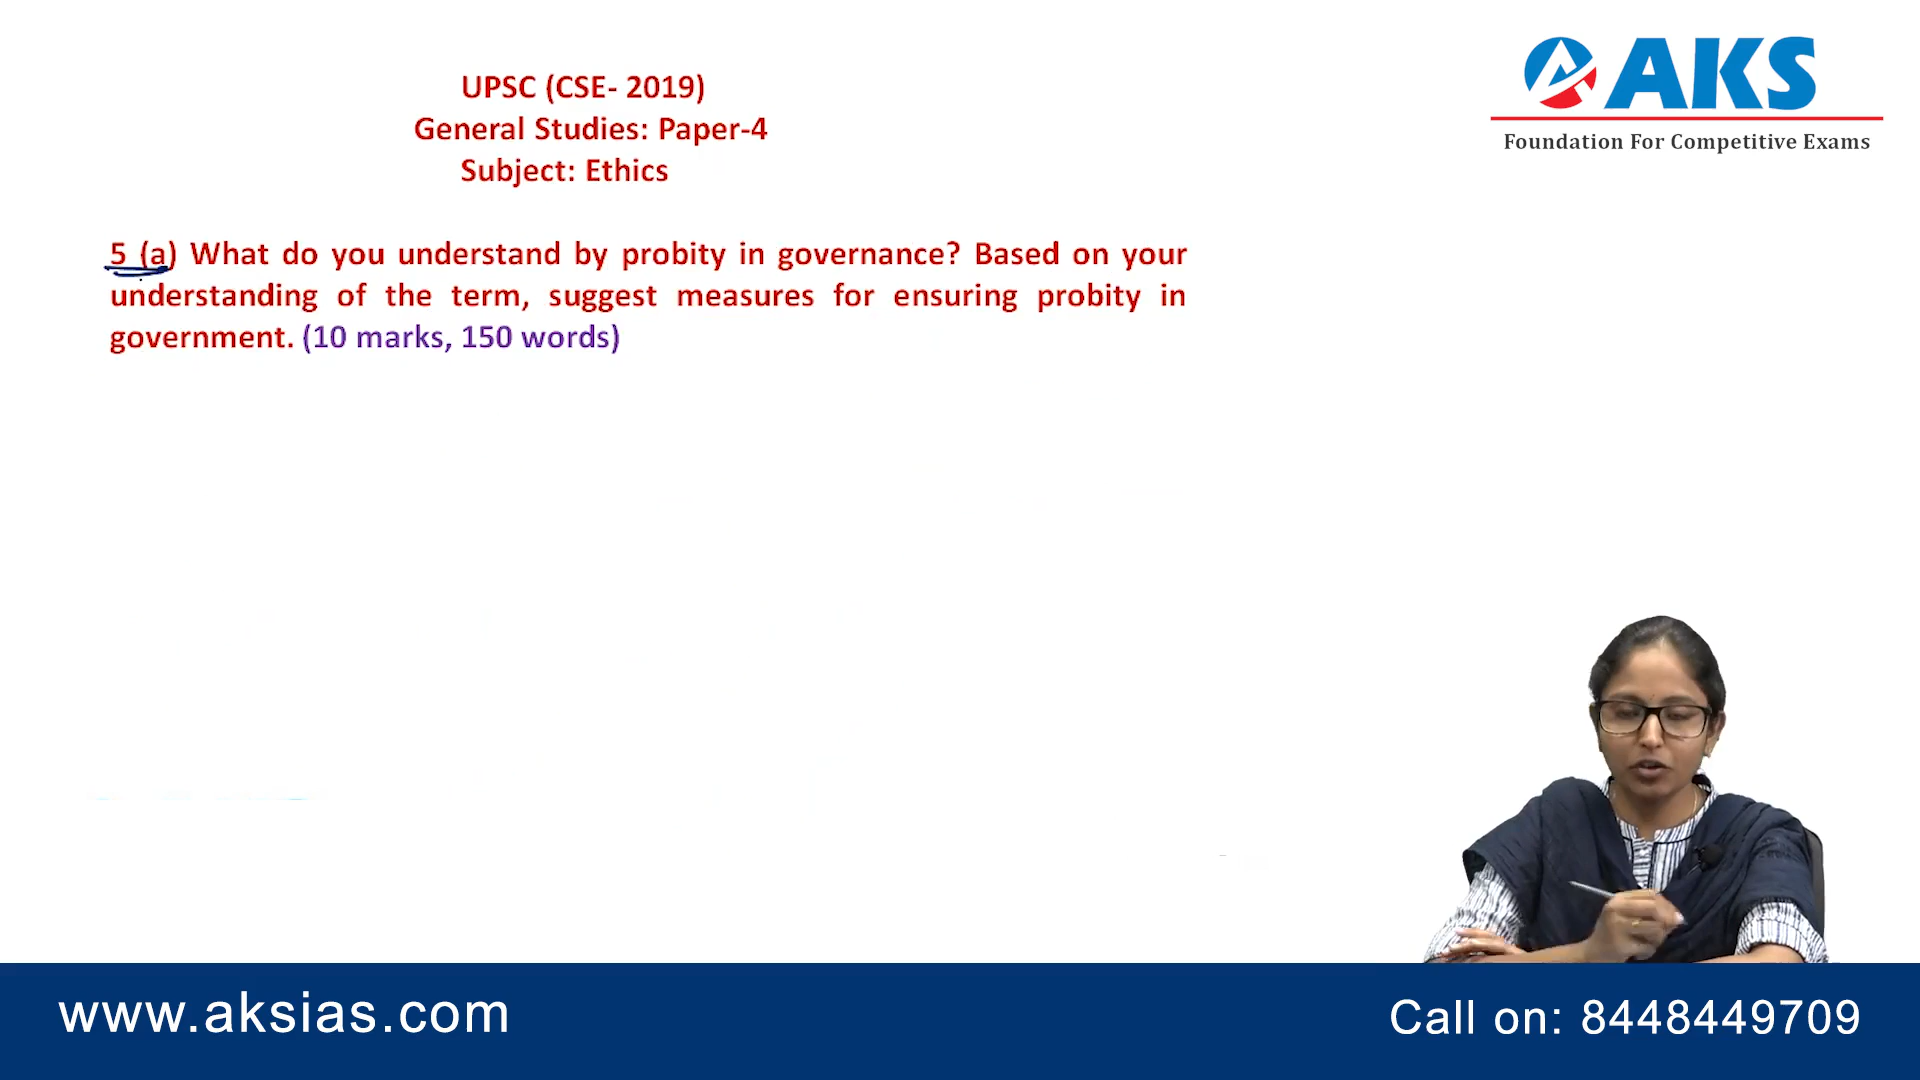 UPSC (CSE- 2019)
General Studies: Paper-4
Subject: Ethics
AKS
Foundation For Competitive Exams
5 (a) What do you understand by probity in governance? Based on your
understanding of the term, suggest measures for ensuring probity in
government. (10 marks, 150 words)
www.aksias.com
Call on: 8448449709